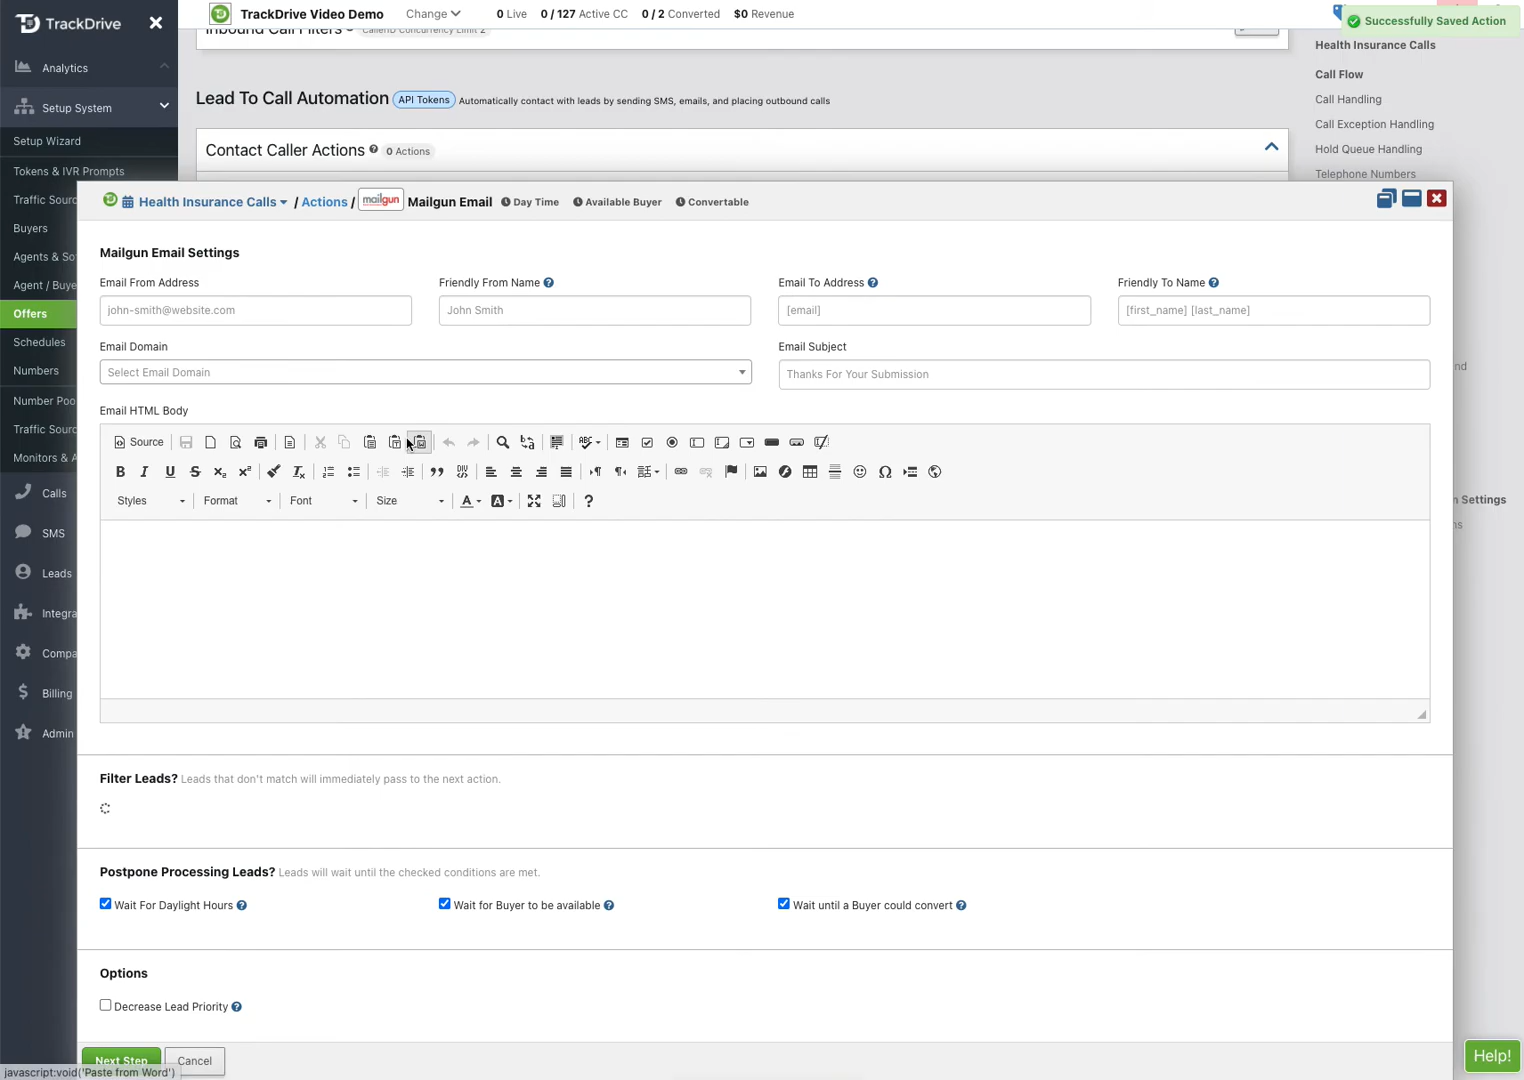 TrackDrive
TrackDrive Video Demo Change 0 Live 0 / 127 Active CC 0 / 2 Converted $0 Revenue
Successfully Saved Action
Analytics
Setup System
Setup Wizard
Tokens & IVR Prompts
Traffic Sourc
Buyers
Agents & So
Agent / Buye
Offers
Schedules
Numbers
Number Poo
Traffic Sourc
Monitors & A
Calls
SMS
Leads
Integra
Compa
Billing
Admin
Inbound Call Filters CallerID Concurrency Limit 2
Lead To Call Automation API Tokens Automatically contact with leads by sending SMS, emails, and placing outbound calls
Contact Caller Actions 0 Actions
Health Insurance Calls
Call Flow
Call Handling
Call Exception Handling
Hold Queue Handling
Telephone Numbers
nd
n Settings
ns
Health Insurance Calls / Actions / mailgun Mailgun Email Day Time Available Buyer Convertable
Mailgun Email Settings
Email From Address Friendly From Name Email To Address Friendly To Name
john-smith@website.com John Smith [email] [first_name] [last_name]
Email Domain Email Subject
Select Email Domain Thanks For Your Submission
Email HTML Body
Source
Styles Format Font Size
Filter Leads? Leads that don't match will immediately pass to the next action.
Postpone Processing Leads? Leads will wait until the checked conditions are met.
Wait For Daylight Hours Wait for Buyer to be available Wait until a Buyer could convert
Options
Decrease Lead Priority
Next Step Cancel
javascript:void('Paste from Word')
Help!